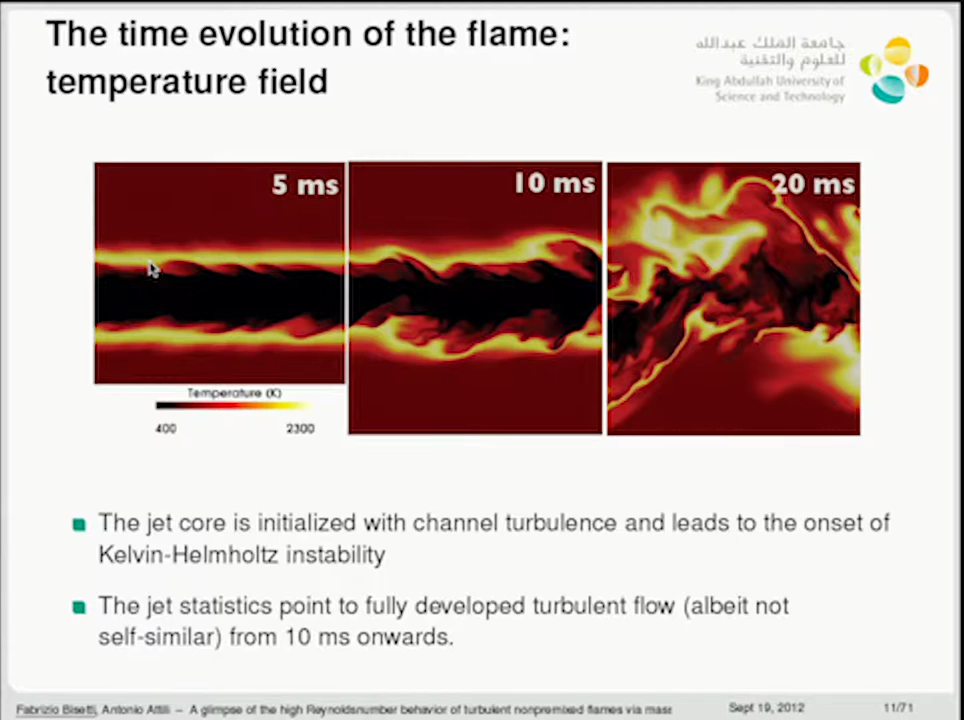 The time evolution of the flame:
temperature field
جامعة الملك عبدالله
للعلوم والتقنية
King Abdullah University of
Science and Technology
5 ms
10 ms
20 ms
Temperature (K)
400 2300
The jet core is initialized with channel turbulence and leads to the onset of
Kelvin-Helmholtz instability
The jet statistics point to fully developed turbulent flow (albeit not
self-similar) from 10 ms onwards.
Fabrizio Bisetti, Antonio Attili – A glimpse of the high Reynoldsnumber behavior of turbulent nonpremixed flames via mass Sept 19, 2012 11/71